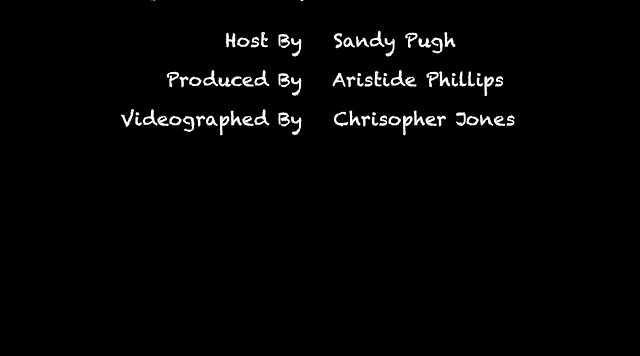 Host By Sandy Pugh
Produced By Aristide Phillips
Videographed By Chrisopher Jones